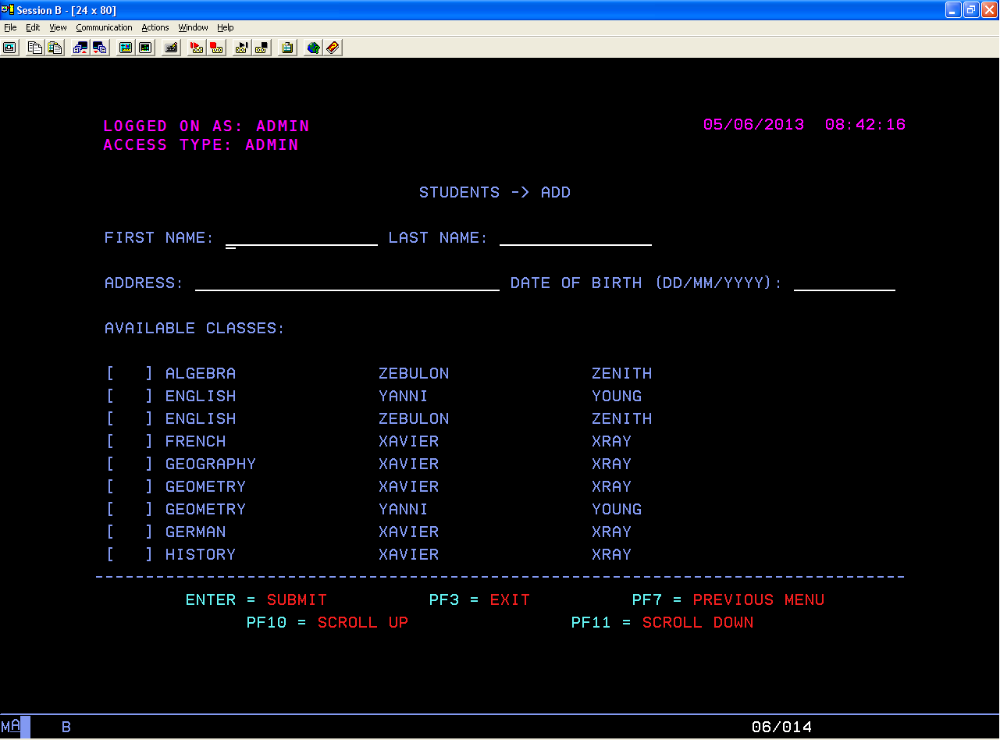 Session B - [24 x 80]
File Edit View Communication Actions Window Help
LOGGED ON AS: ADMIN 05/06/2013 08:42:16
ACCESS TYPE: ADMIN
STUDENTS -> ADD
FIRST NAME: LAST NAME:
ADDRESS: DATE OF BIRTH (DD/MM/YYYY):
AVAILABLE CLASSES:
[ ] ALGEBRA ZEBULON ZENITH
[ ] ENGLISH YANNI YOUNG
[ ] ENGLISH ZEBULON ZENITH
[ ] FRENCH XAVIER XRAY
[ ] GEOGRAPHY XAVIER XRAY
[ ] GEOMETRY XAVIER XRAY
[ ] GEOMETRY YANNI YOUNG
[ ] GERMAN XAVIER XRAY
[ ] HISTORY XAVIER XRAY
--------------------------------------------------------------------------------
ENTER = SUBMIT PF3 = EXIT PF7 = PREVIOUS MENU
PF10 = SCROLL UP PF11 = SCROLL DOWN
MA B 06/014